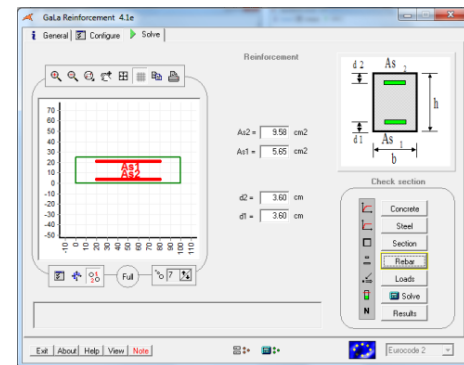 GaLa Reinforcement 4.1e
General Configure Solve
Reinforcement
70
60
50
40
30
20
10
0
-10
-20
-30
-40
-50
As1
As2
-10 0 10 20 30 40 50 60 70 80 90 100 110
Full
7
As2 = 9.58 cm2
As1 = 5.65 cm2
d2 = 3.60 cm
d1 = 3.60 cm
d 2 As 2
h
d 1 As 1
b
Check section
Concrete
Steel
Section
Rebar
Loads
Solve
N Results
Exit About Help View Note
Eurocode 2